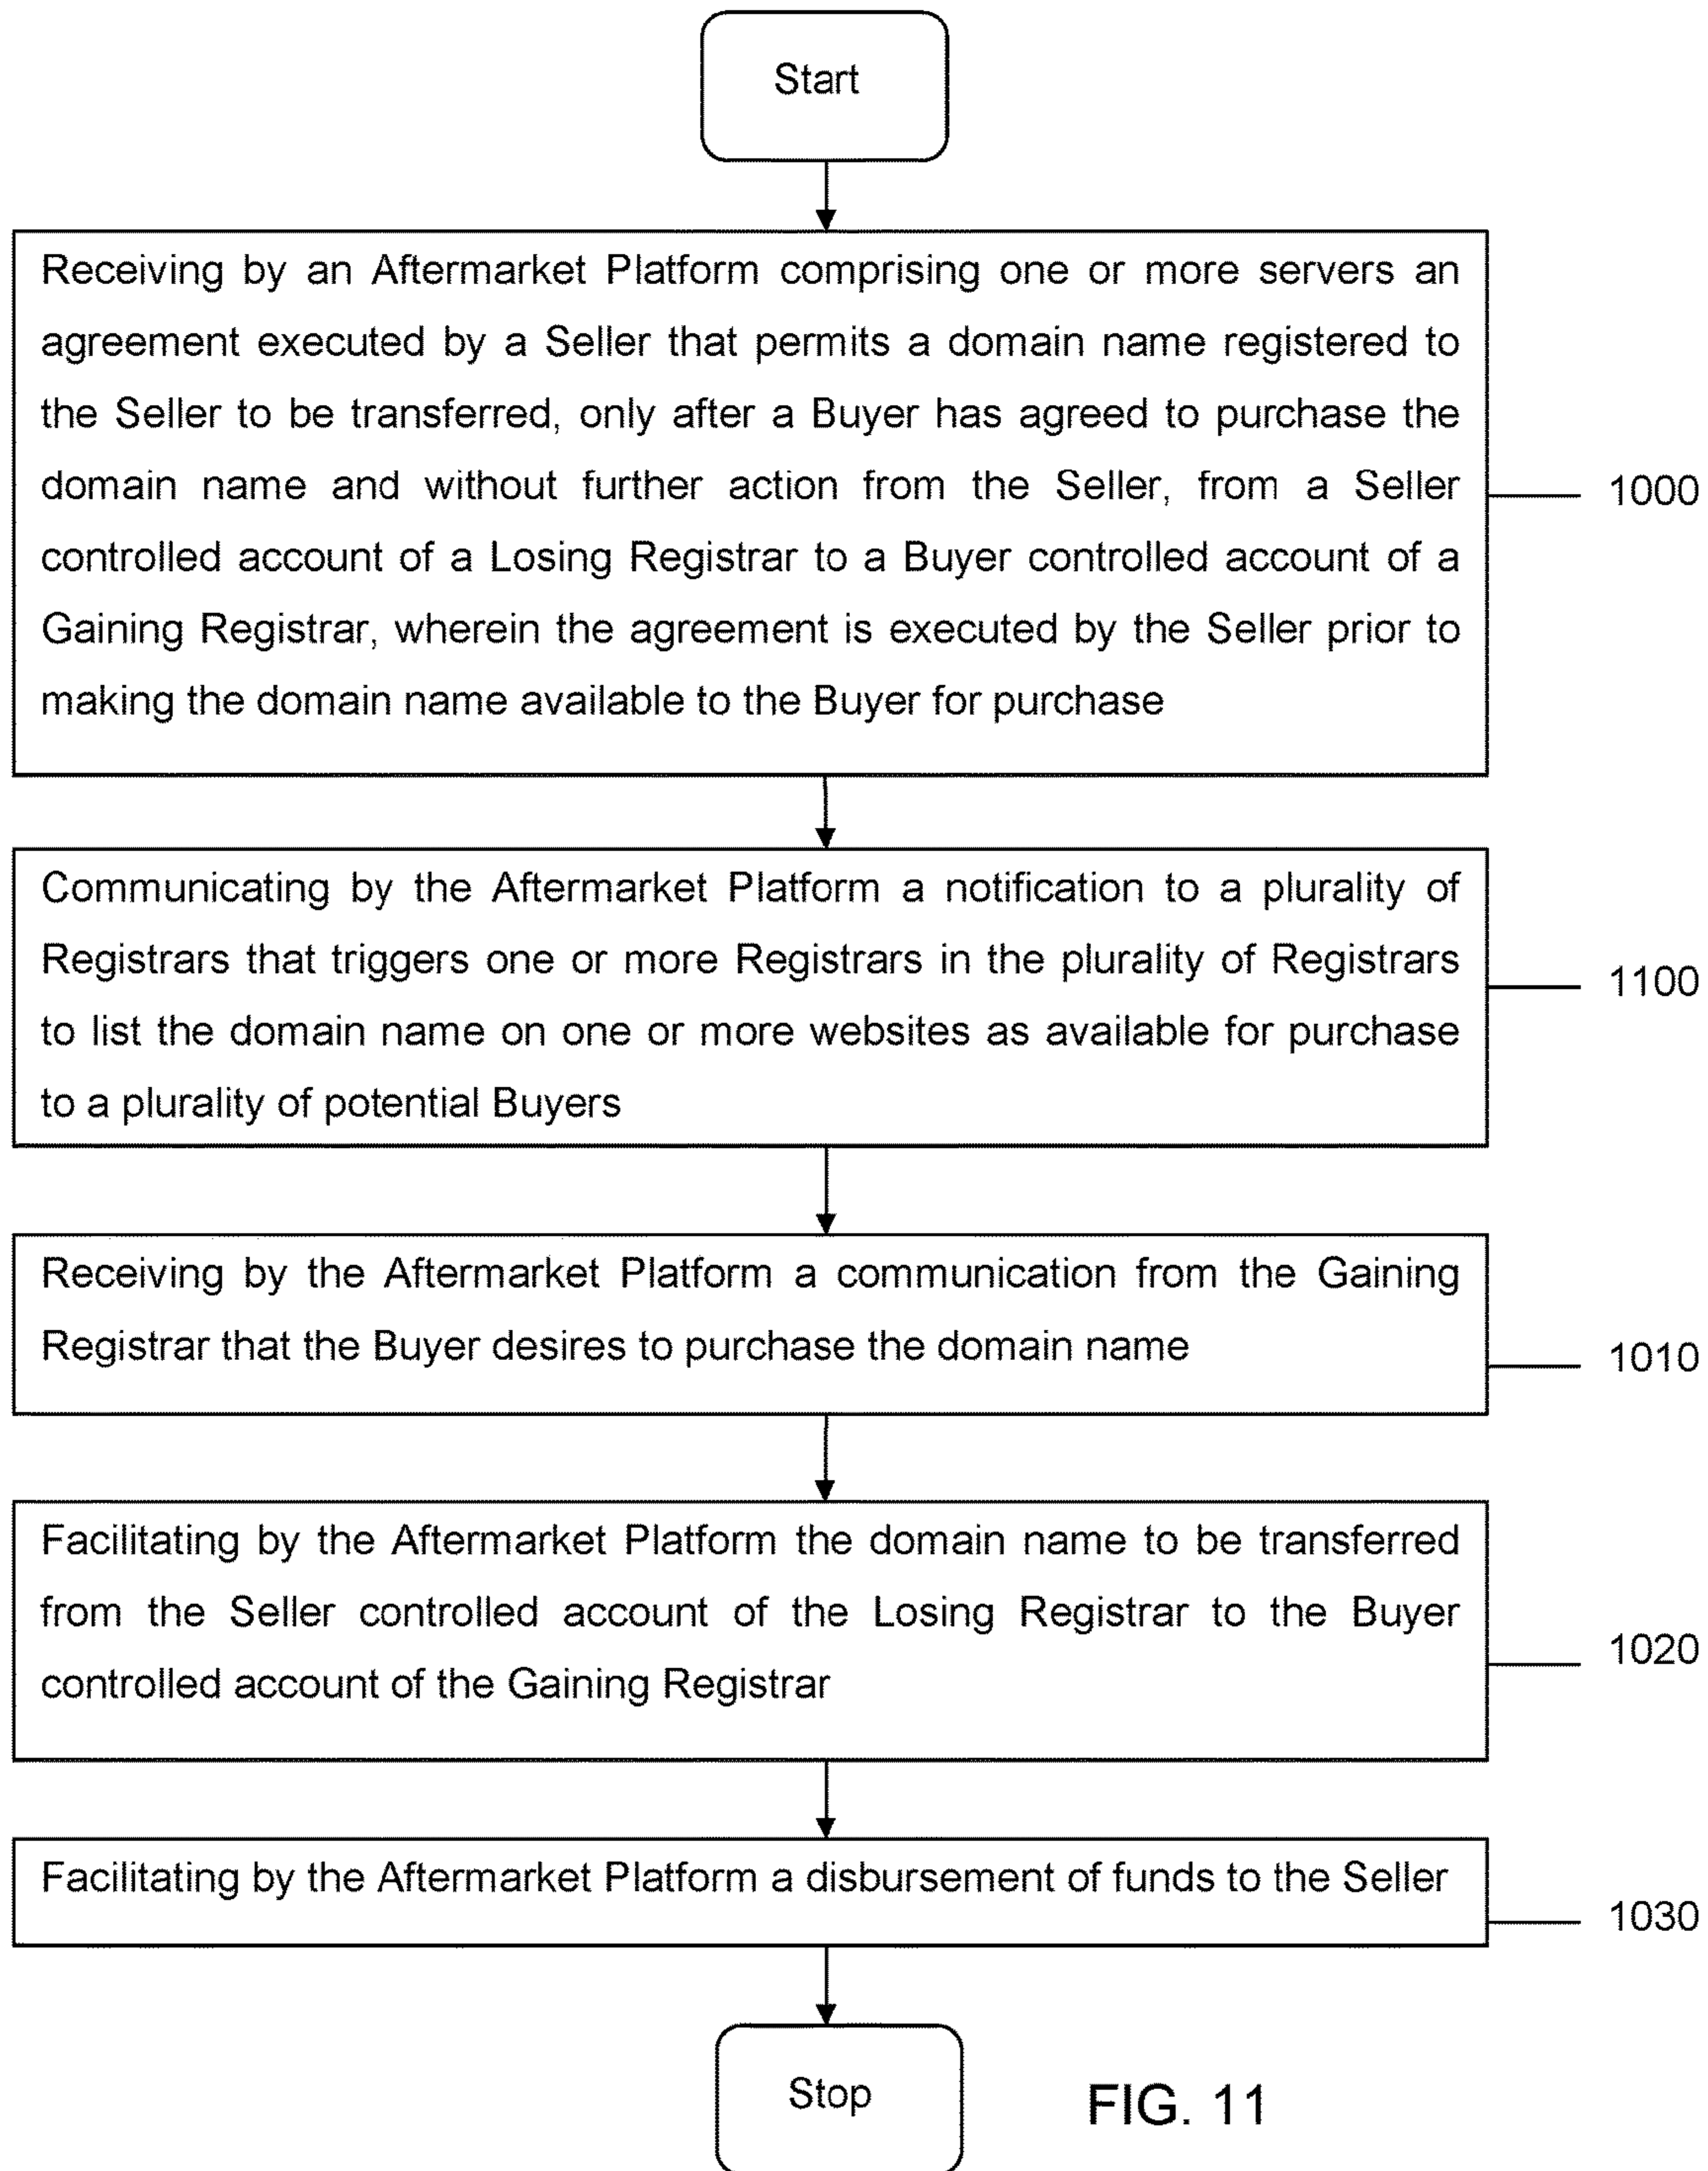 Start
Receiving by an Aftermarket Platform comprising one or more servers an
agreement executed by a Seller that permits a domain name registered to
the Seller to be transferred, only after a Buyer has agreed to purchase the
domain name and without further action from the Seller, from a Seller
controlled account of a Losing Registrar to a Buyer controlled account of a
Gaining Registrar, wherein the agreement is executed by the Seller prior to
making the domain name available to the Buyer for purchase
1000
Communicating by the Aftermarket Platform a notification to a plurality of
Registrars that triggers one or more Registrars in the plurality of Registrars
to list the domain name on one or more websites as available for purchase
to a plurality of potential Buyers
1100
Receiving by the Aftermarket Platform a communication from the Gaining
Registrar that the Buyer desires to purchase the domain name
1010
Facilitating by the Aftermarket Platform the domain name to be transferred
from the Seller controlled account of the Losing Registrar to the Buyer
controlled account of the Gaining Registrar
1020
Facilitating by the Aftermarket Platform a disbursement of funds to the Seller
1030
Stop
FIG. 11